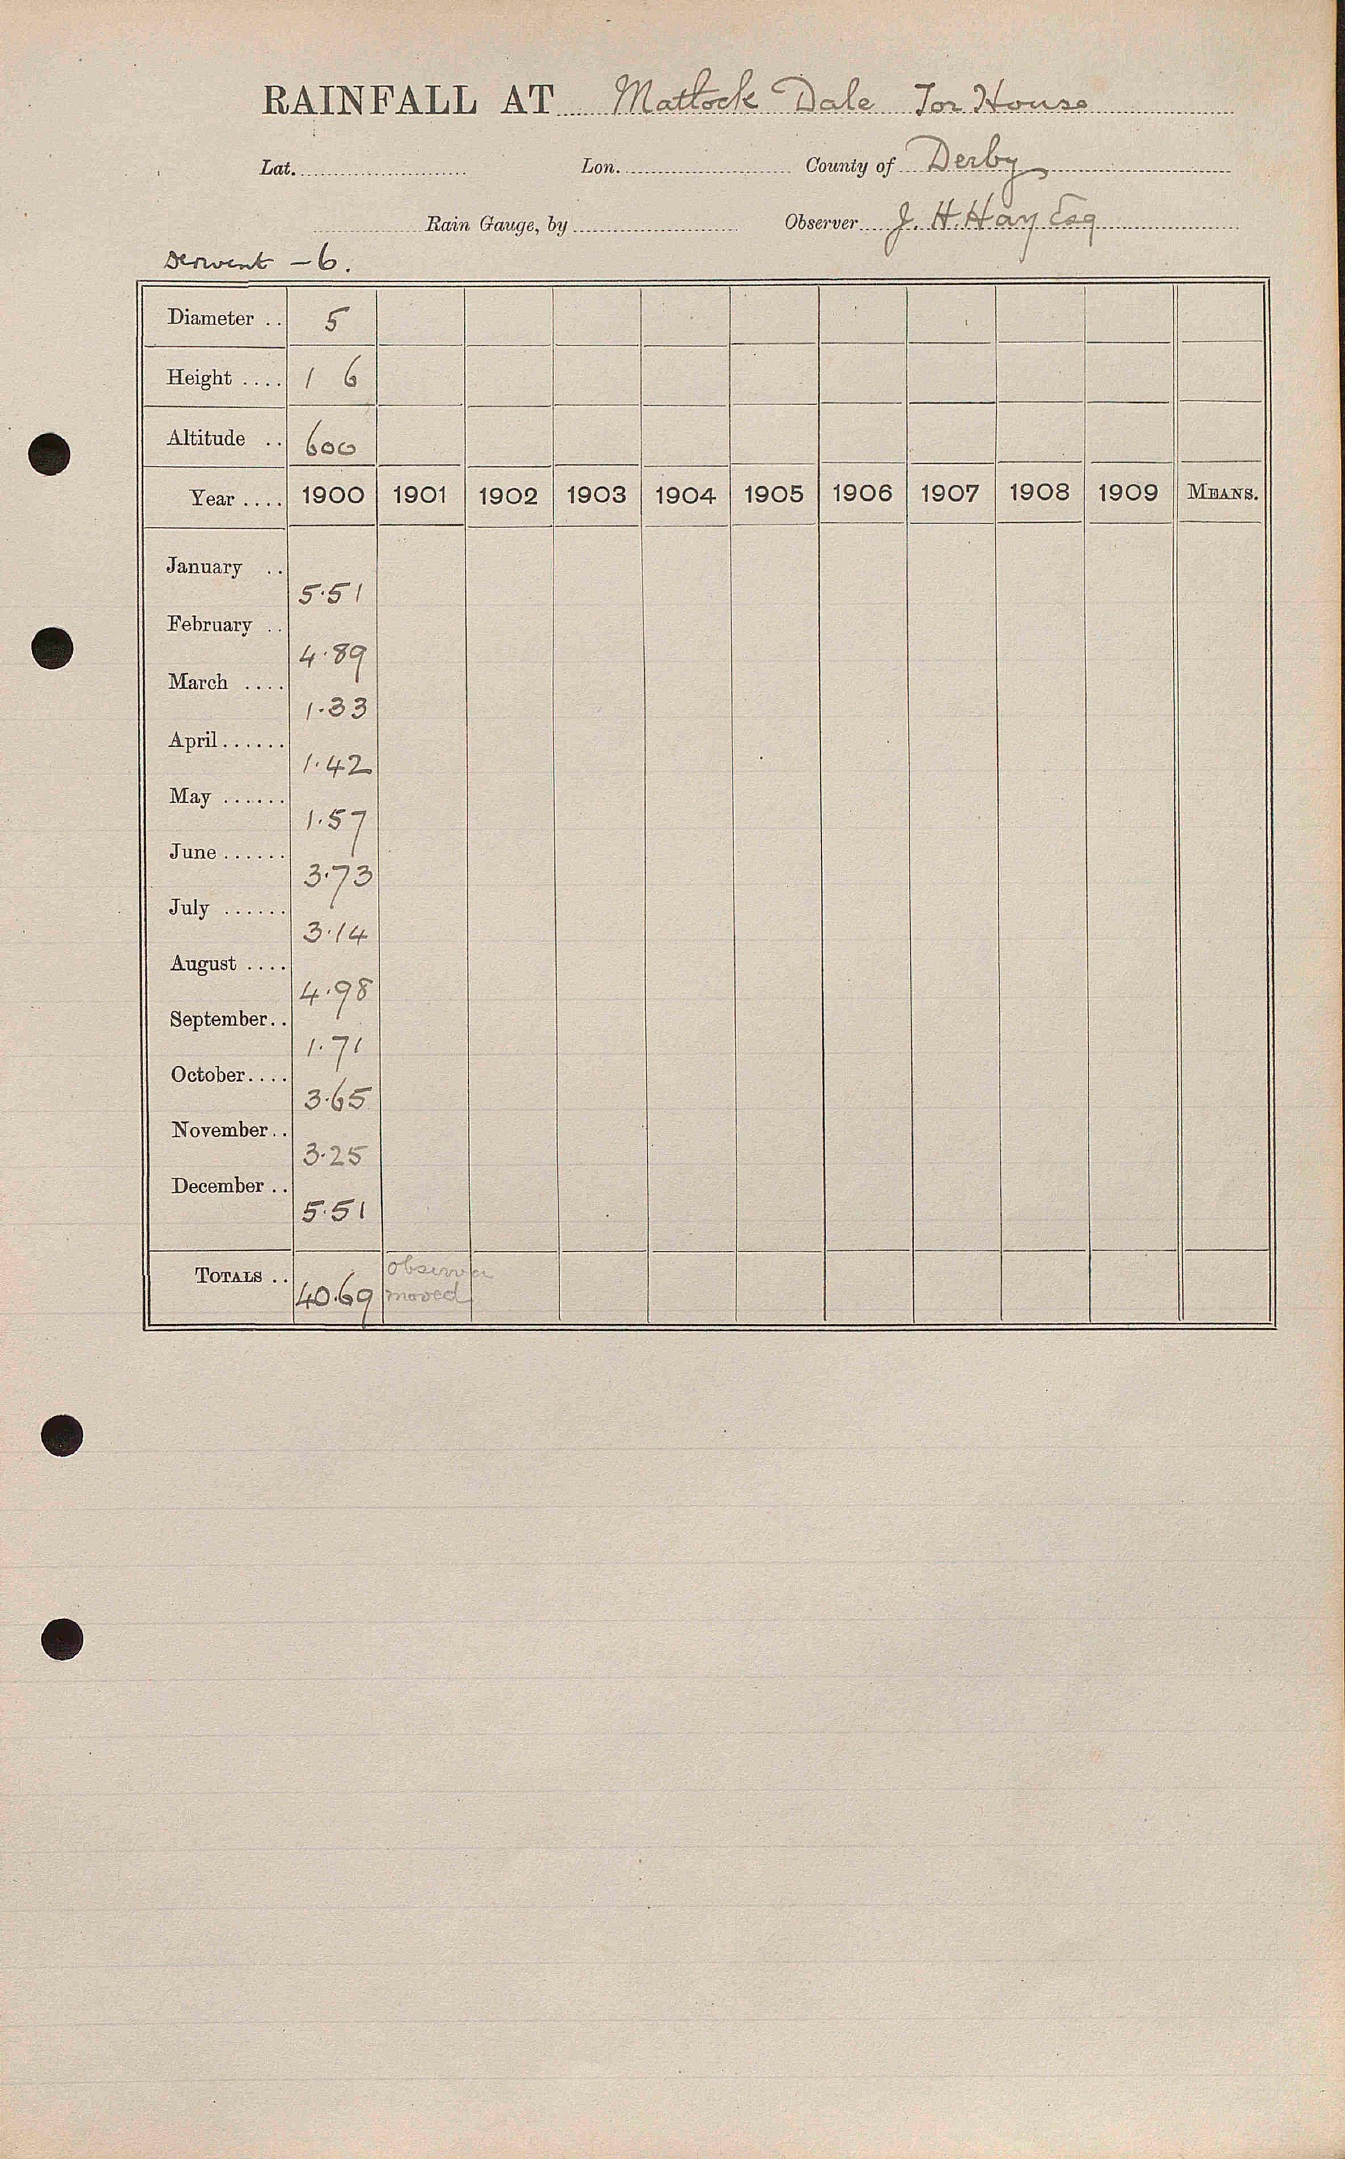 RAINFALL AT Matlock Dale Tor House
Lat. Lon. County of Derby
Rain Gauge, by Observer J. H. Hay Esq
Derwent - 6.
Diameter .. 5
Height .... 1 6
Altitude .. 600
Year .... 1900 1901 1902 1903 1904 1905 1906 1907 1908 1909 MEANS.
January .. 5.51
February .. 4.89
March .... 1.33
April ...... 1.42
May ...... 1.57
June ...... 3.73
July ...... 3.14
August .... 4.98
September .. 1.71
October .... 3.65
November .. 3.25
December .. 5.51
TOTALS .. 40.69 observer moved